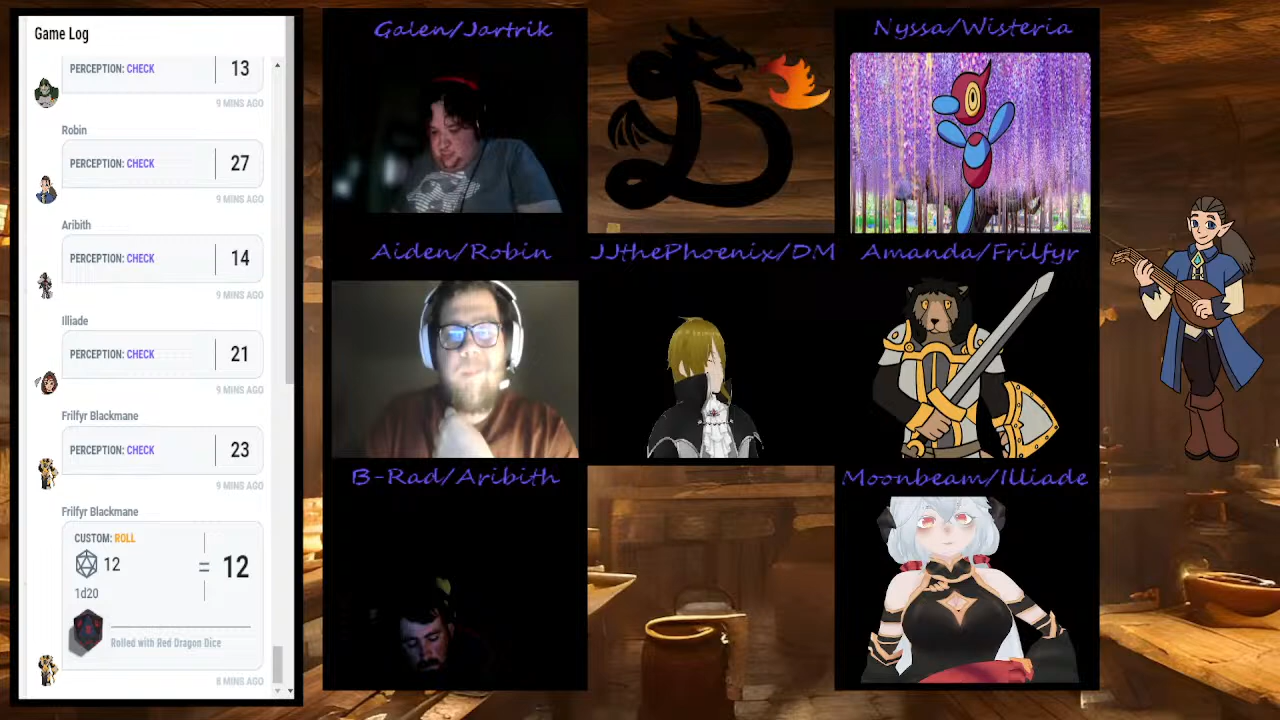 Game Log
PERCEPTION: CHECK
13
9 MINS AGO
Robin
PERCEPTION: CHECK
27
9 MINS AGO
Aribith
PERCEPTION: CHECK
14
9 MINS AGO
Illiade
PERCEPTION: CHECK
21
9 MINS AGO
Frilfyr Blackmane
PERCEPTION: CHECK
23
9 MINS AGO
Frilfyr Blackmane
CUSTOM: ROLL
12
= 12
1d20
Rolled with Red Dragon Dice
8 MINS AGO
Galen/Jartrik
Nyssa/Wisteria
Aiden/Robin
JJthePhoenix/DM
Amanda/Frilfyr
B-Rad/Aribith
Moonbeam/Illiade